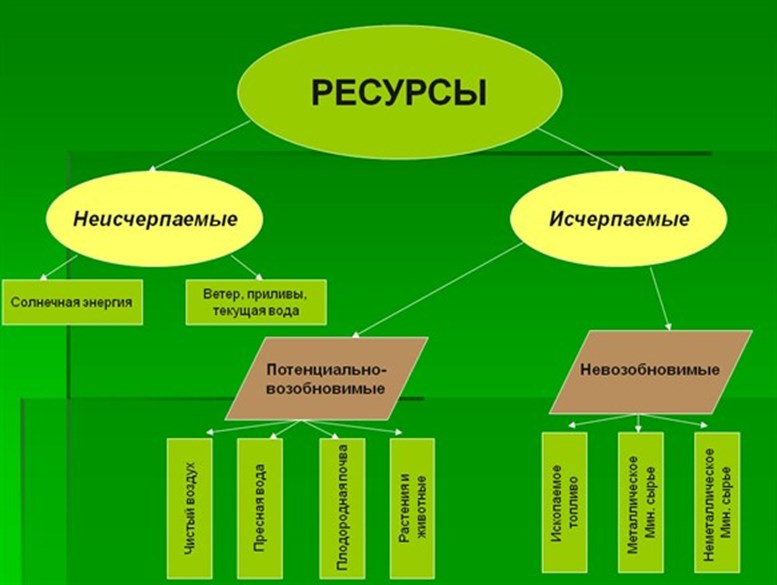 РЕСУРСЫ
Неисчерпаемые
Исчерпаемые
Солнечная энергия
Ветер, приливы,
текущая вода
Потенциально-
возобновимые
Невозобновимые
Чистый воздух
Пресная вода
Плодородная почва
Растения и
животные
Ископаемое
топливо
Металлическое
Мин. сырье
Неметаллическое
Мин. сырье